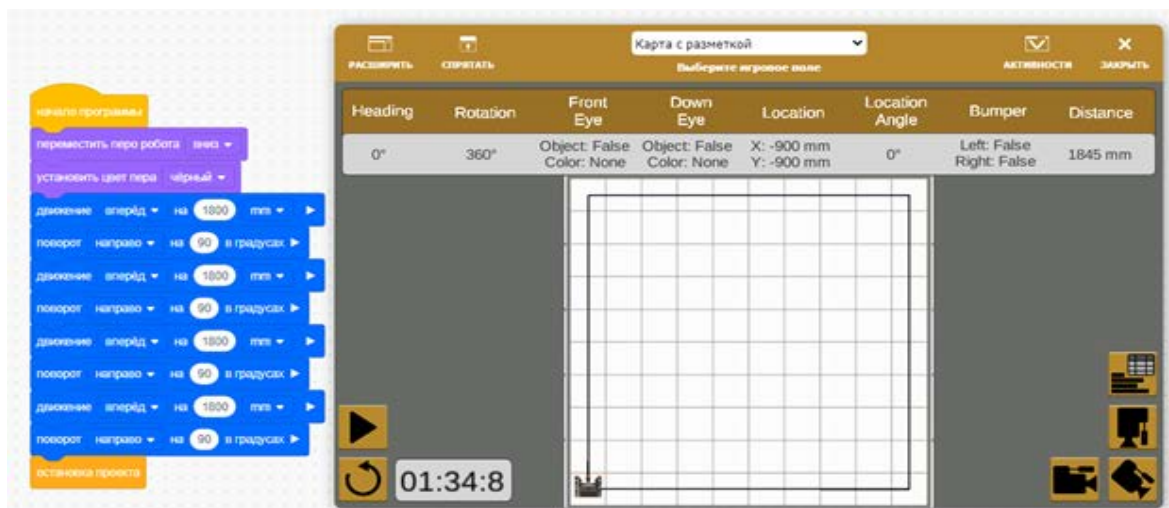 начало программы
переместить перо робота вниз
установить цвет пера чёрный
движение вперёд на 1800 mm
поворот направо на 90 в градусах
движение вперёд на 1800 mm
поворот направо на 90 в градусах
движение вперёд на 1800 mm
поворот направо на 90 в градусах
движение вперёд на 1800 mm
поворот направо на 90 в градусах
остановка проекта
РАСШИРИТЬ
СПРЯТАТЬ
Карта с разметкой
Выберите игровое поле
АКТИВНОСТИ
ЗАКРЫТЬ
Heading Rotation Front Eye Down Eye Location Location Angle Bumper Distance
0° 360° Object: False Object: False X: -900 mm 0° Left: False 1845 mm
Color: None Color: None Y: -900 mm Right: False
01:34:8